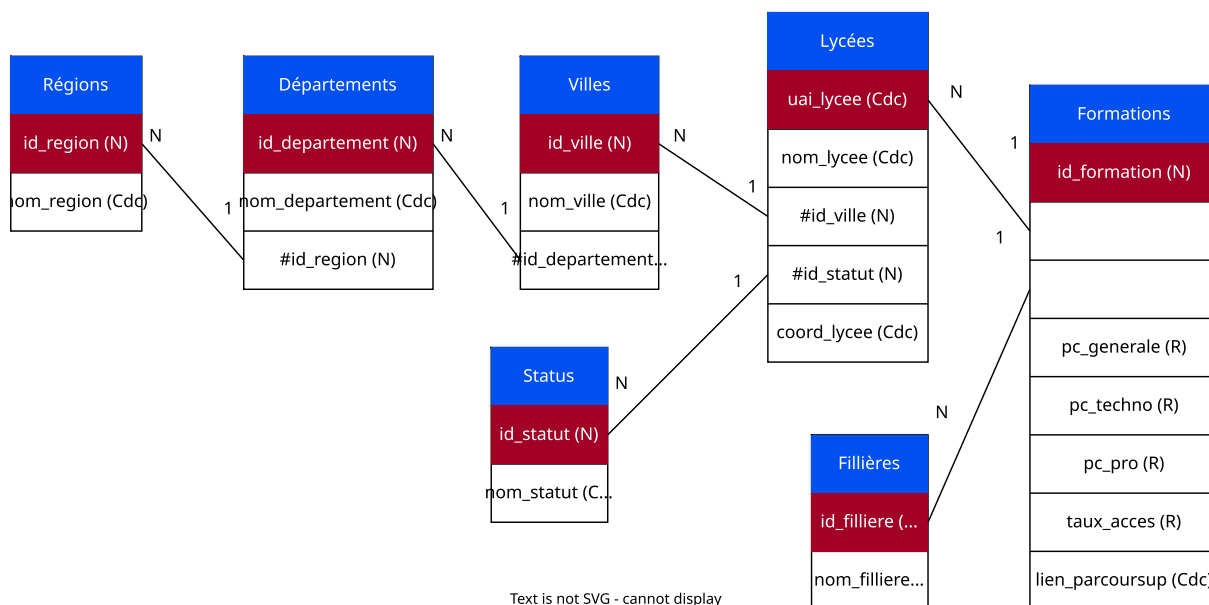 Régions
id_region (N)
nom_region (Cdc)
N
1
Départements
id_departement (N)
nom_departement (Cdc)
#id_region (N)
N
1
Villes
id_ville (N)
nom_ville (Cdc)
#id_departement...
N
1
Lycées
uai_lycee (Cdc)
nom_lycee (Cdc)
#id_ville (N)
#id_statut (N)
coord_lycee (Cdc)
N
1
Status
id_statut (N)
nom_statut (C...
N
1
Fillières
id_filliere (...
nom_filliere...
N
1
Formations
id_formation (N)
pc_generale (R)
pc_techno (R)
pc_pro (R)
taux_acces (R)
lien_parcoursup (Cdc)
Text is not SVG - cannot display